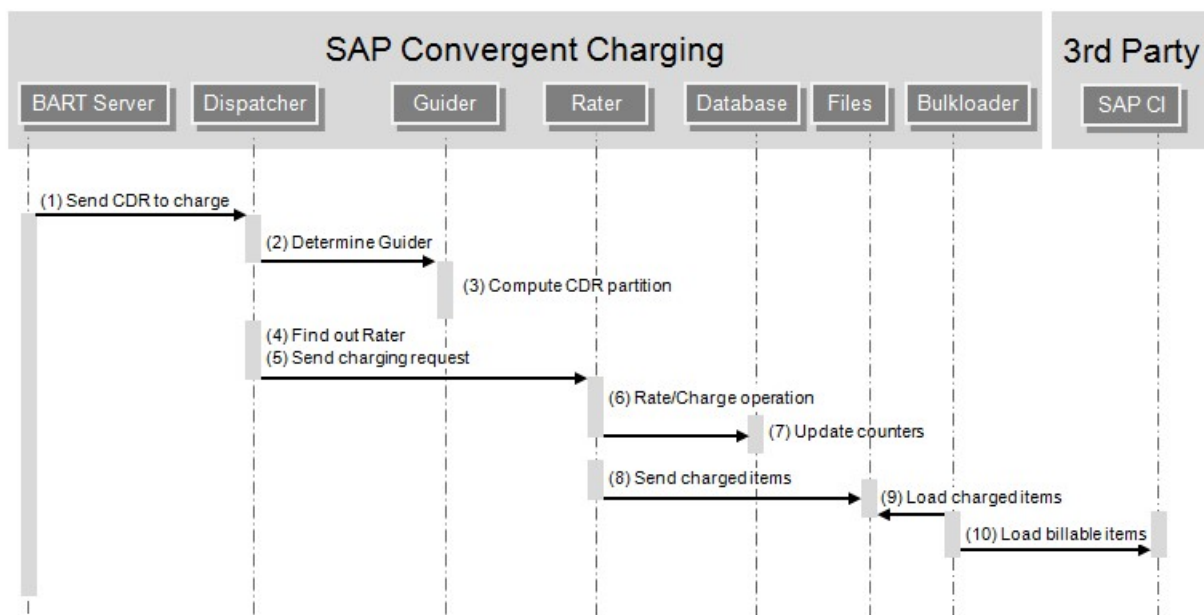 SAP Convergent Charging
3rd Party
BART Server
Dispatcher
Guider
Rater
Database
Files
Bulkloader
SAP CI
(1) Send CDR to charge
(2) Determine Guider
(3) Compute CDR partition
(4) Find out Rater
(5) Send charging request
(6) Rate/Charge operation
(7) Update counters
(8) Send charged items
(9) Load charged items
(10) Load billable items